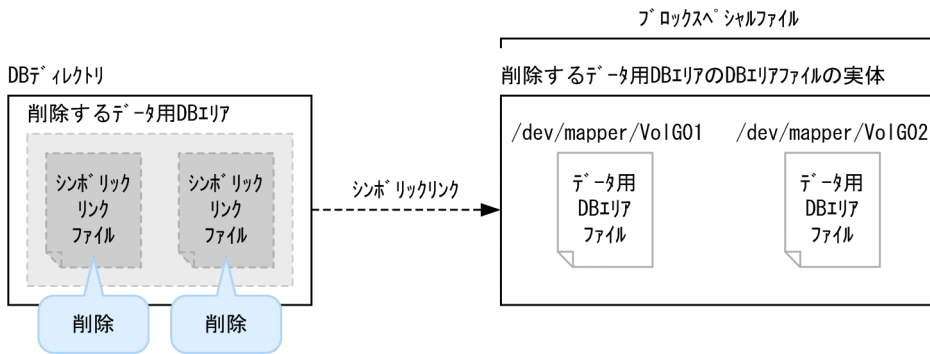 ﾌﾞﾛｯｸｽﾍﾟｼｬﾙﾌｧｲﾙ
DBﾃﾞｨﾚｸﾄﾘ
削除するﾃﾞｰﾀ用DBｴﾘｱのDBｴﾘｱﾌｧｲﾙの実体
削除するﾃﾞｰﾀ用DBｴﾘｱ
/dev/mapper/VolG01
/dev/mapper/VolG02
ｼﾝﾎﾞﾘｯｸ
ﾘﾝｸ
ﾌｧｲﾙ
ｼﾝﾎﾞﾘｯｸ
ﾘﾝｸ
ﾌｧｲﾙ
ｼﾝﾎﾞﾘｯｸﾘﾝｸ
ﾃﾞｰﾀ用
DBｴﾘｱ
ﾌｧｲﾙ
ﾃﾞｰﾀ用
DBｴﾘｱ
ﾌｧｲﾙ
削除
削除